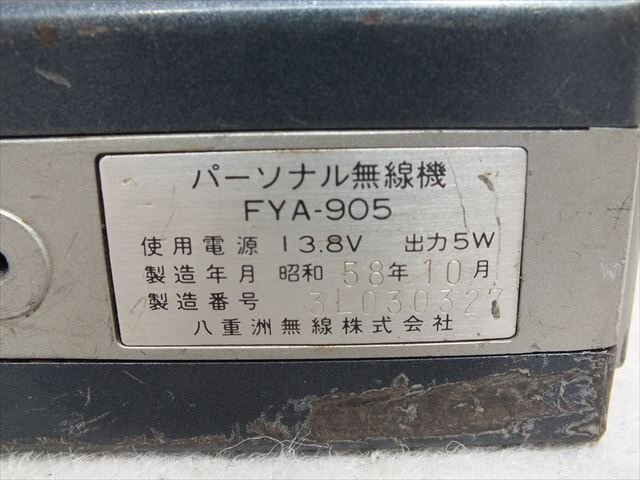 パーソナル無線機
FYA-905
使用電源 13.8V 出力5W
製造年月 昭和58年10月
製造番号 3L030327
八重洲無線株式会社